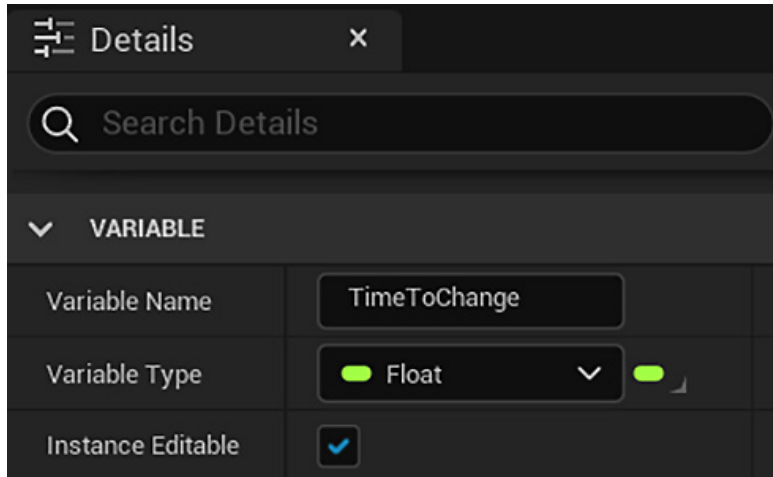 Details
Search Details
VARIABLE
Variable Name TimeToChange
Variable Type Float
Instance Editable